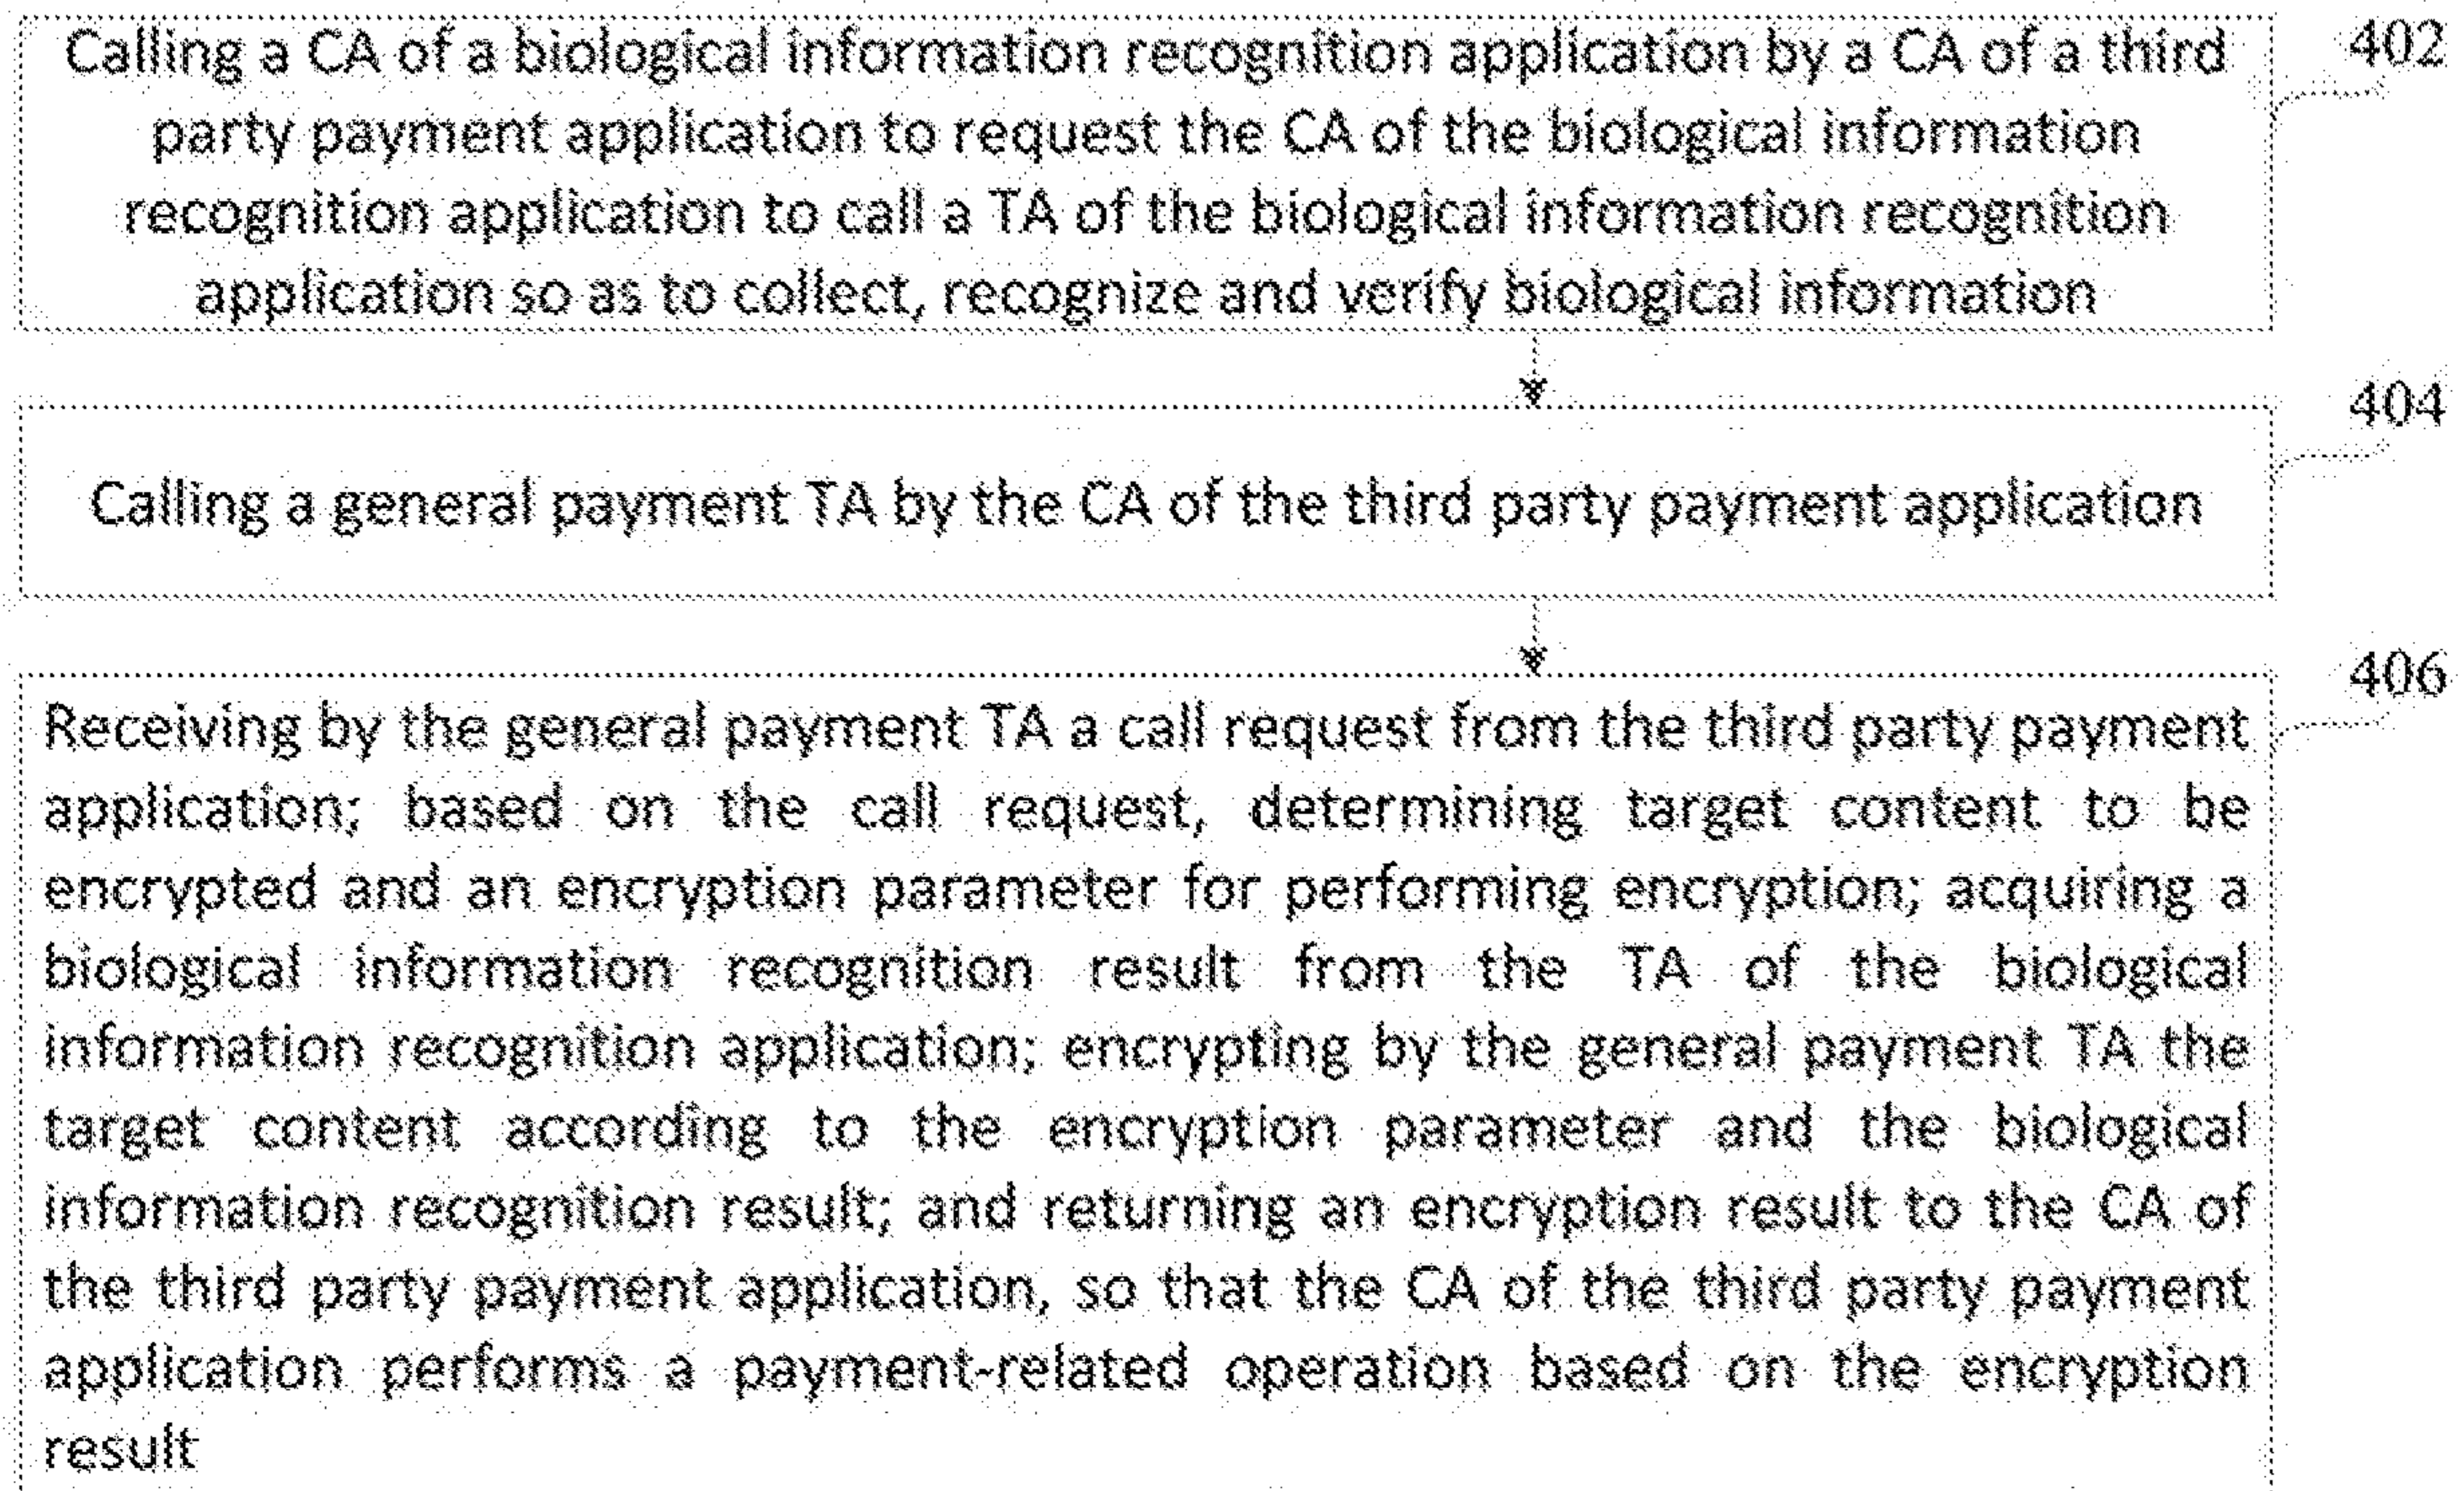 Calling a CA of a biological information recognition application by a CA of a third
402
party payment application to request the CA of the biological information
recognition application to call a TA of the biological information recognition
application so as to collect, recognize and verify biological information
404
Calling a general payment TA by the CA of the third party payment application
406
Receiving by the general payment TA a call request from the third party payment
application; based on the call request, determining target content to be
encrypted and an encryption parameter for performing encryption; acquiring a
biological information recognition result from the TA of the biological
information recognition application; encrypting by the general payment TA the
target content according to the encryption parameter and the biological
information recognition result; and returning an encryption result to the CA of
the third party payment application, so that the CA of the third party payment
application performs a payment-related operation based on the encryption
result